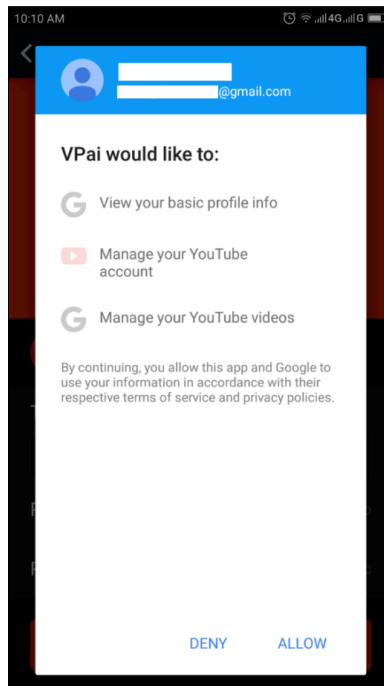 10:10 AM 4G G
@gmail.com
VPai would like to:
G View your basic profile info
Manage your YouTube
account
G Manage your YouTube videos
By continuing, you allow this app and Google to
use your information in accordance with their
respective terms of service and privacy policies.
DENY ALLOW